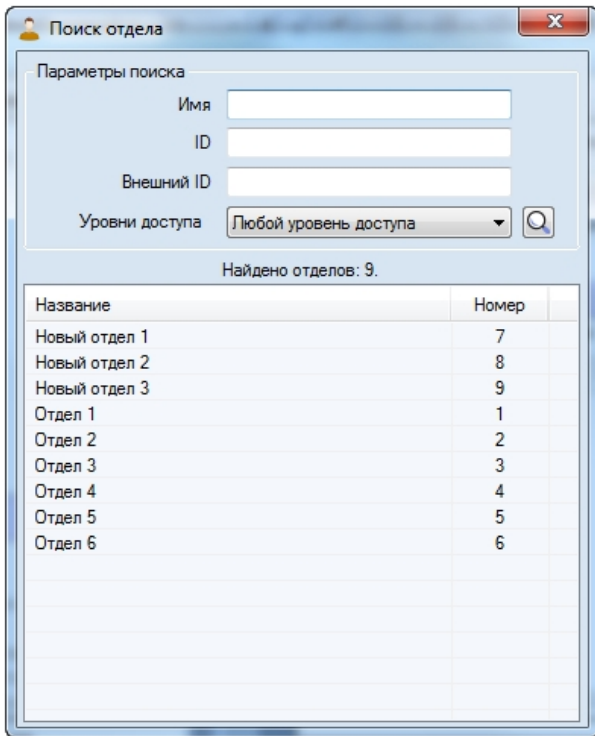 Поиск отдела
Параметры поиска
Имя
ID
Внешний ID
Уровни доступа Любой уровень доступа
Найдено отделов: 9.
Название Номер
Новый отдел 1 7
Новый отдел 2 8
Новый отдел 3 9
Отдел 1 1
Отдел 2 2
Отдел 3 3
Отдел 4 4
Отдел 5 5
Отдел 6 6